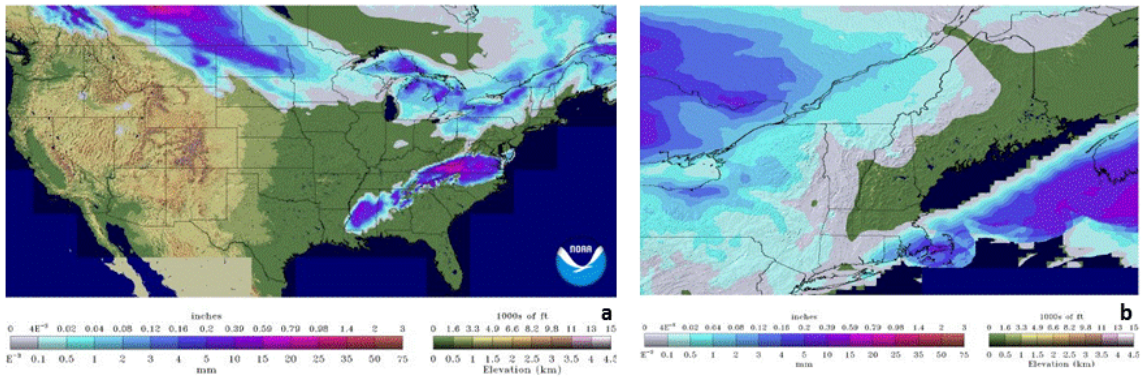 NOAA
a
inches 1000s of ft
0 4E⁻³ 0.02 0.04 0.08 0.12 0.16 0.2 0.39 0.59 0.79 0.98 1.4 2 3 0 1.6 3.3 4.9 6.6 8.2 9.8 11 13 15
E⁻³ 0.1 0.5 1 2 3 4 5 10 15 20 25 35 50 75 0 0.5 1 1.5 2 2.5 3 3.5 4 4.5
mm Elevation (km)
b
inches 1000s of ft
0 4E⁻³ 0.02 0.04 0.08 0.12 0.16 0.2 0.39 0.59 0.79 0.98 1.4 2 3 0 1.6 3.3 4.9 6.6 8.2 9.8 11 13 15
E⁻³ 0.1 0.5 1 2 3 4 5 10 15 20 25 35 50 75 0 0.5 1 1.5 2 2.5 3 3.5 4 4.5
mm Elevation (km)